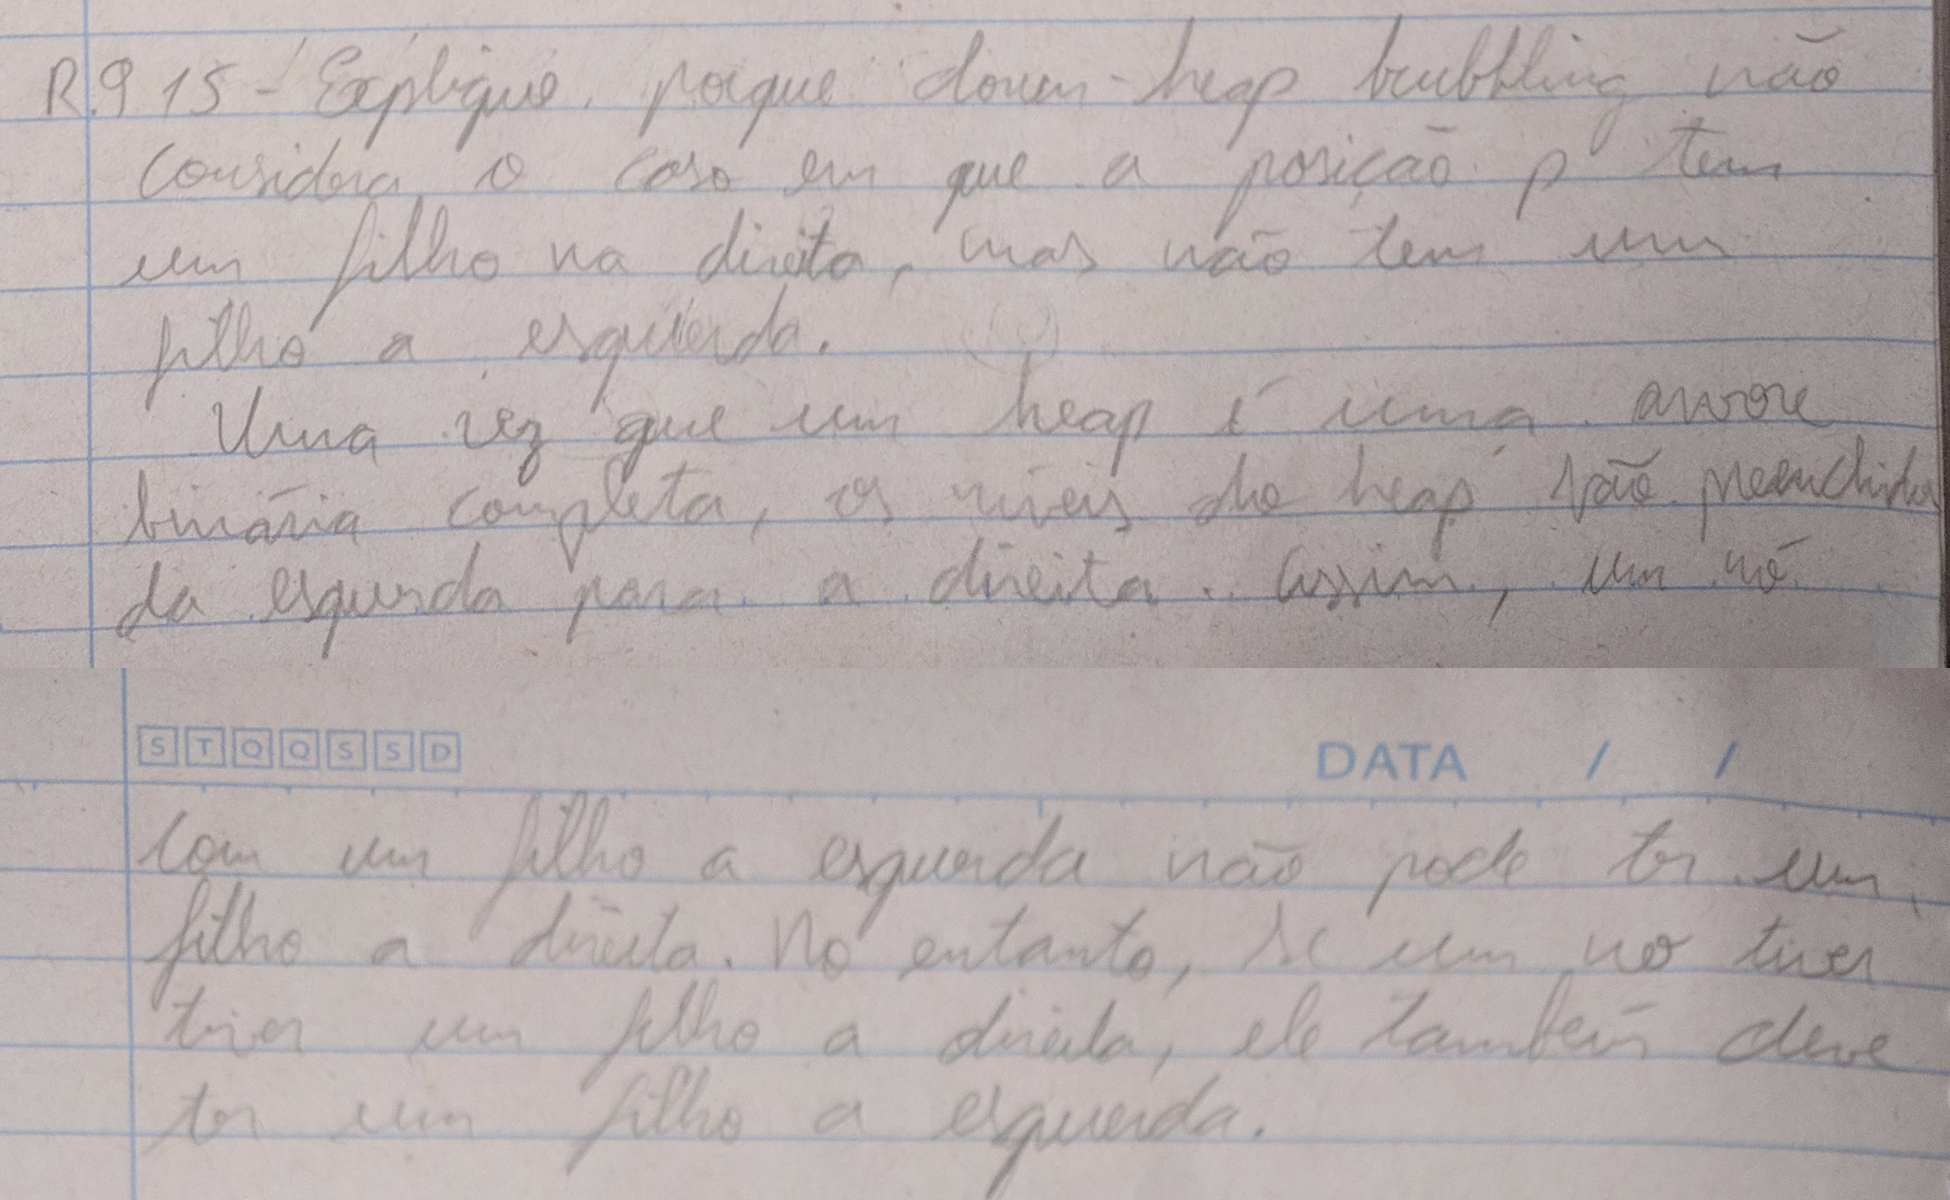 R.9 15 - Explique porque down-heap bubbling não
considera o caso em que a posição p tem
um filho na direita, mas não tem um
filho a esquierda.
Uma vez que um heap é uma arvore
binária completa, os níveis do heap são preenchidos
da esquerda para a direita. Assim, um nó
S T Q Q S S D
DATA / /
com um filho a esquerda não pode ter um
filho a direita. No entanto, se um no tiver
tiver um filho a direita, ele também deve
ter um filho a esquerda.